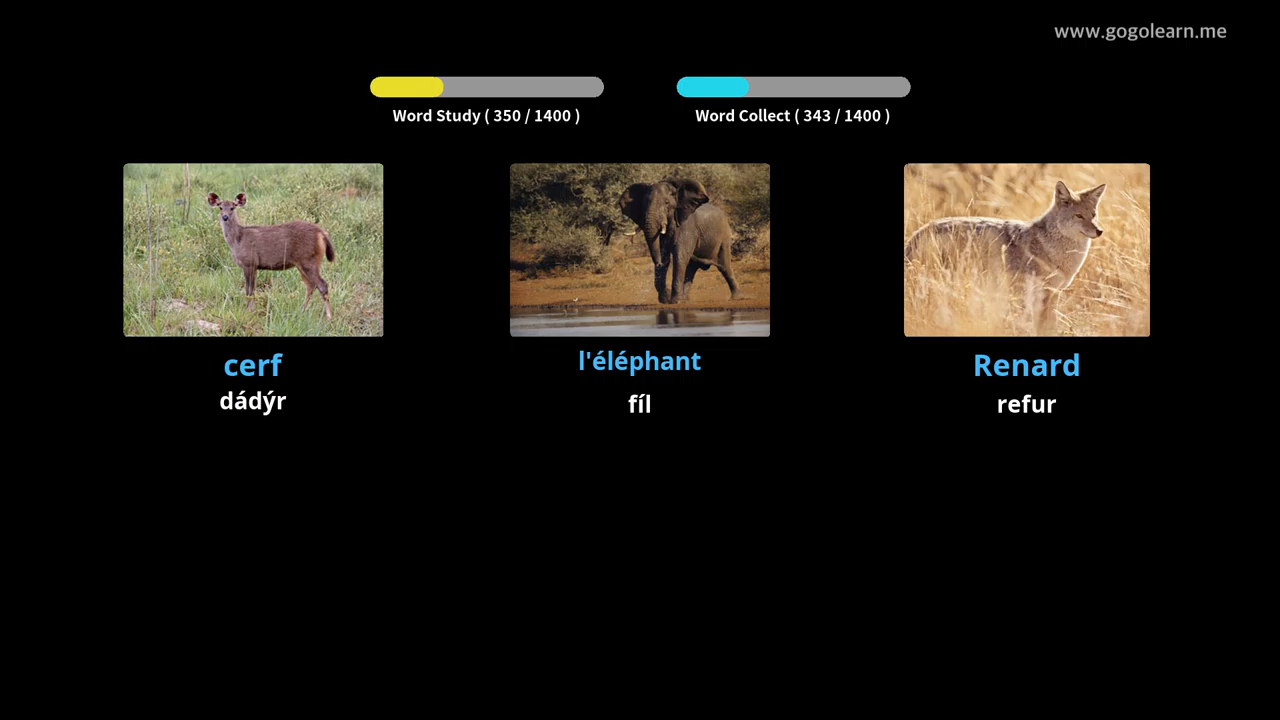 www.gogolearn.me
Word Study ( 350 / 1400 )
Word Collect ( 343 / 1400 )
cerf
dádýr
l'éléphant
fíl
Renard
refur